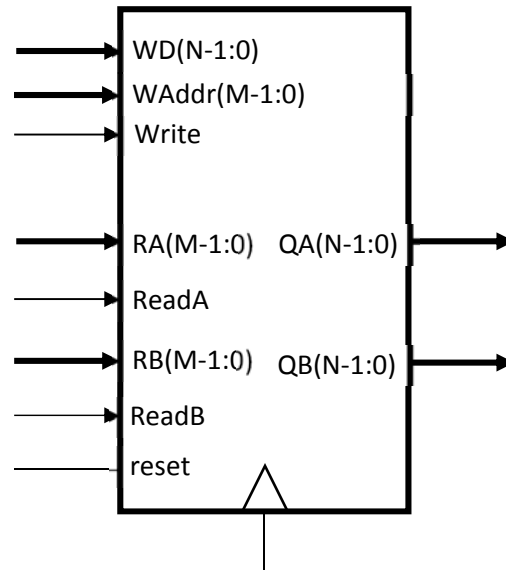 WD(N-1:0)
WAddr(M-1:0)
Write
RA(M-1:0) QA(N-1:0)
ReadA
RB(M-1:0) QB(N-1:0)
ReadB
reset